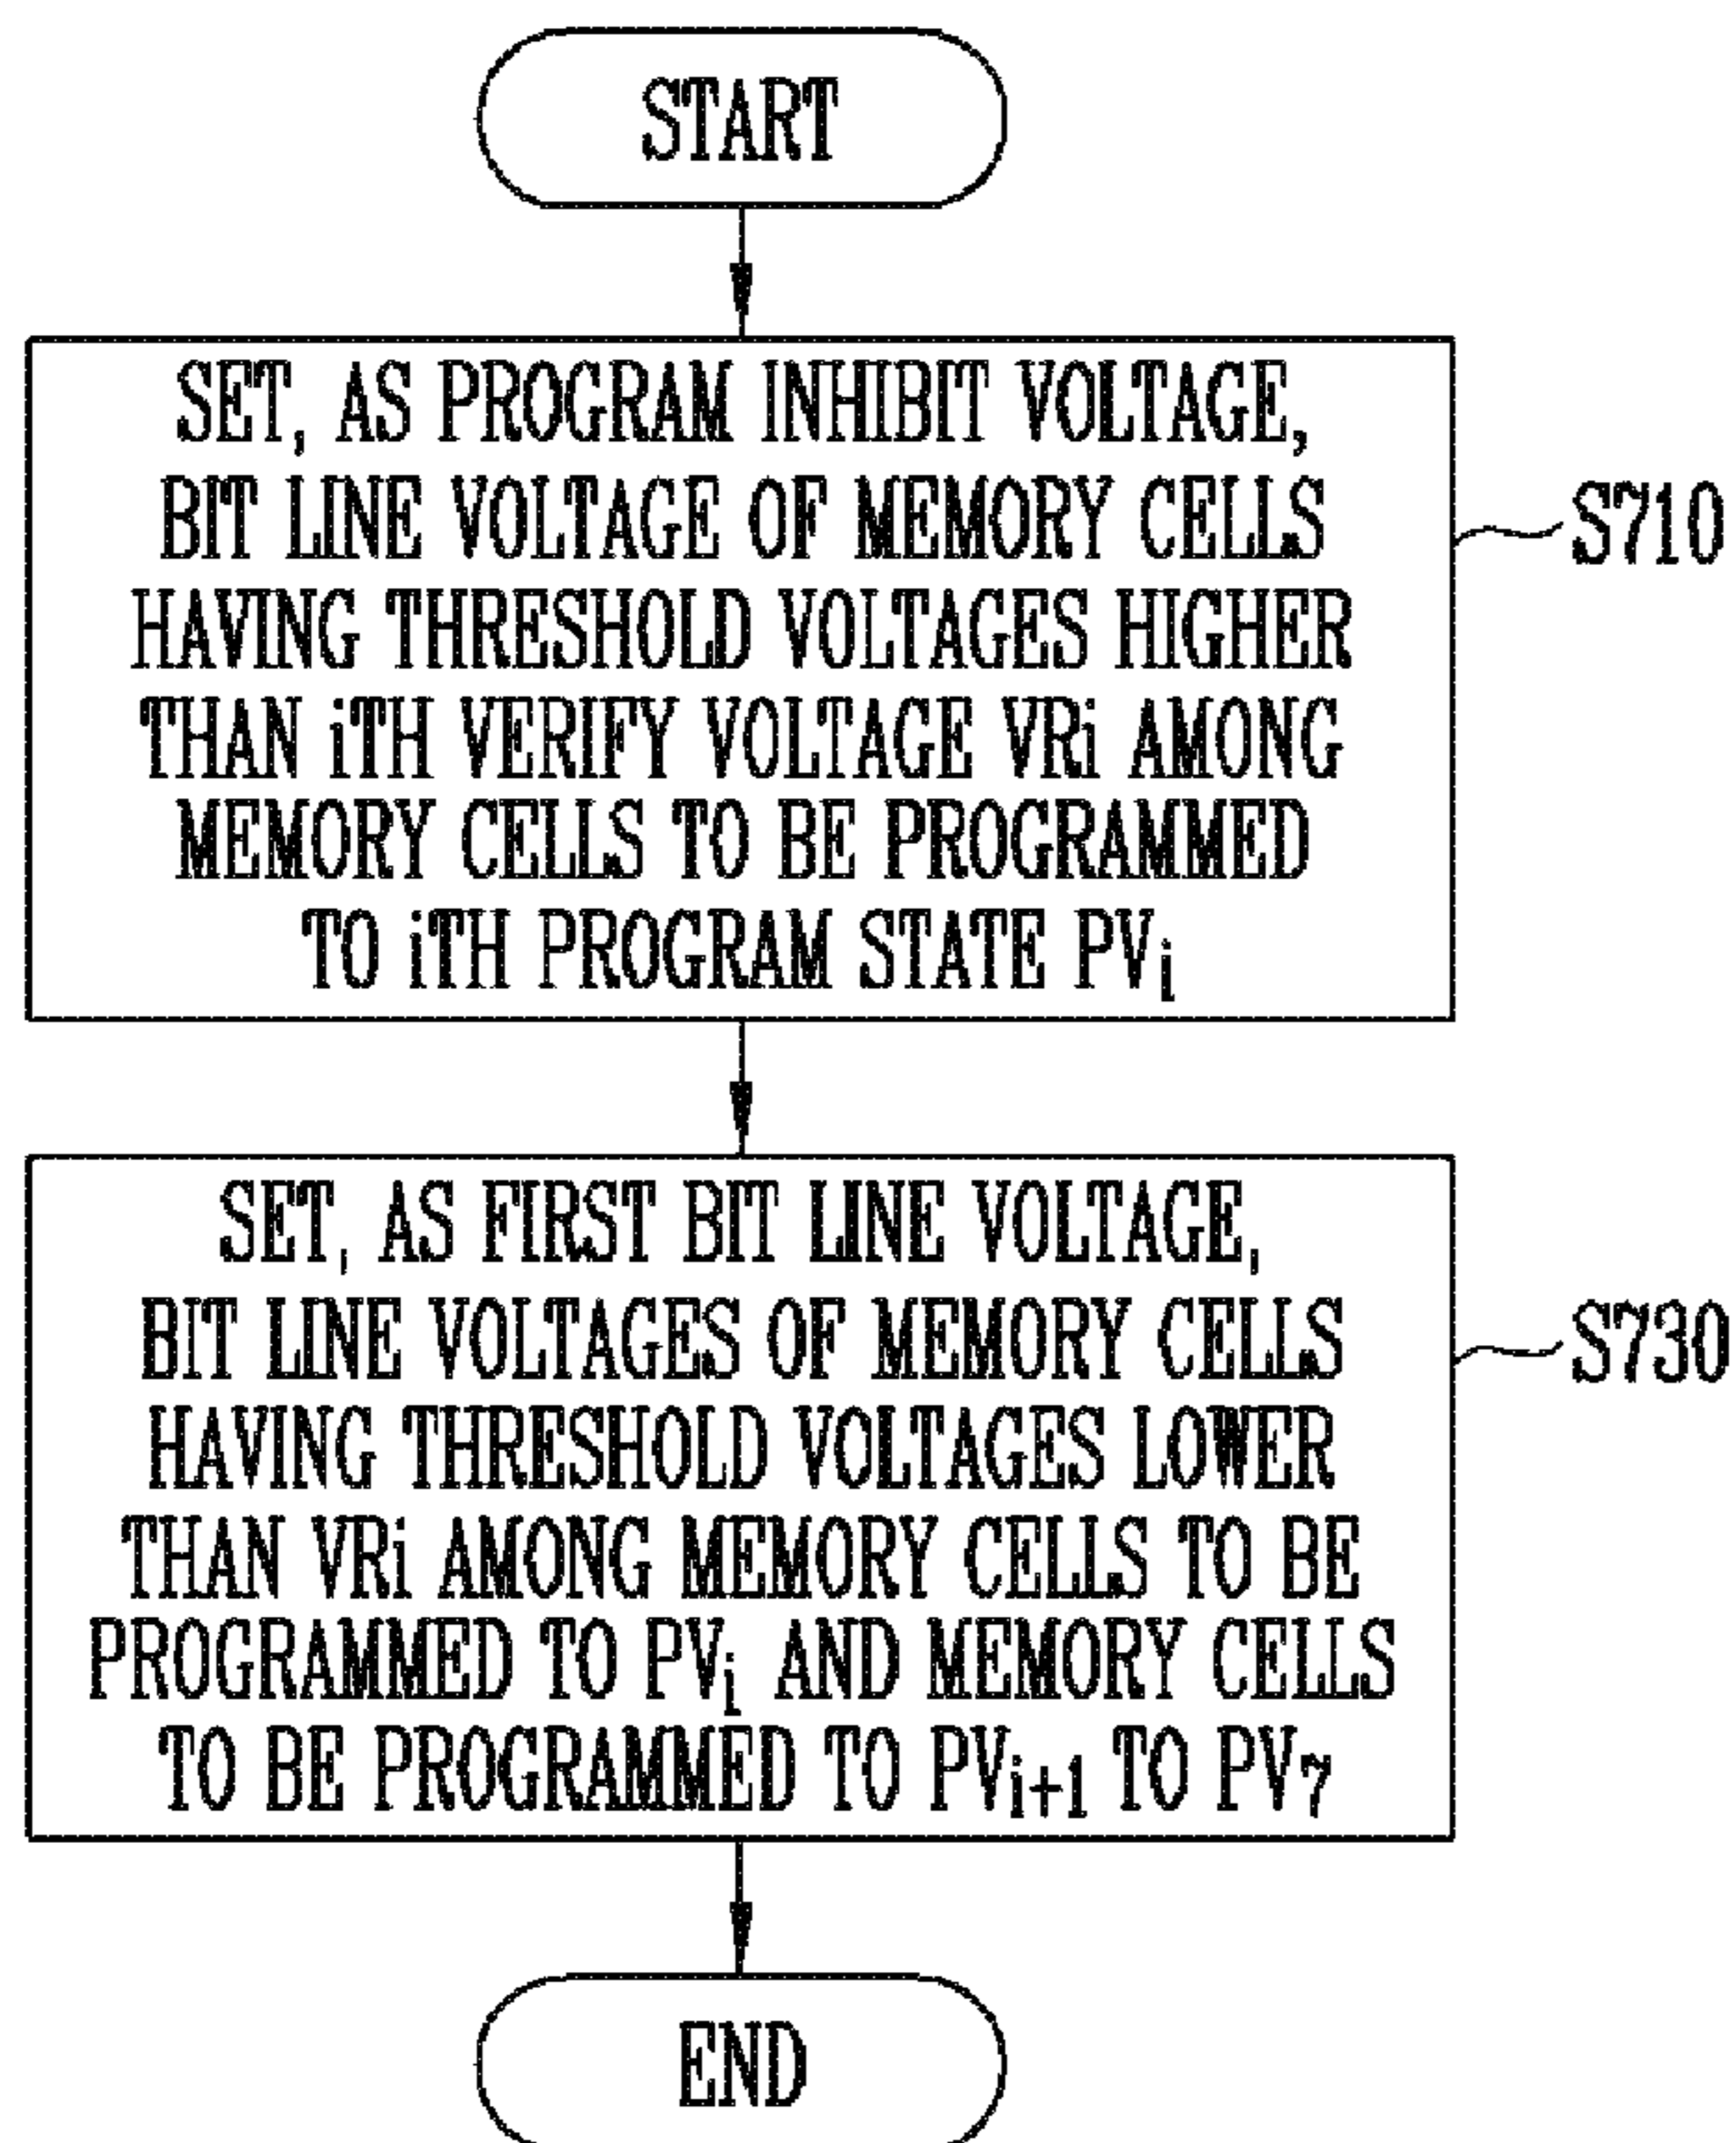 START
SET, AS PROGRAM INHIBIT VOLTAGE,
BIT LINE VOLTAGE OF MEMORY CELLS
HAVING THRESHOLD VOLTAGES HIGHER
THAN iTH VERIFY VOLTAGE VRi AMONG
MEMORY CELLS TO BE PROGRAMMED
TO iTH PROGRAM STATE PVi
S710
SET, AS FIRST BIT LINE VOLTAGE,
BIT LINE VOLTAGES OF MEMORY CELLS
HAVING THRESHOLD VOLTAGES LOWER
THAN VRi AMONG MEMORY CELLS TO BE
PROGRAMMED TO PVi AND MEMORY CELLS
TO BE PROGRAMMED TO PVi+1 TO PV7
S730
END